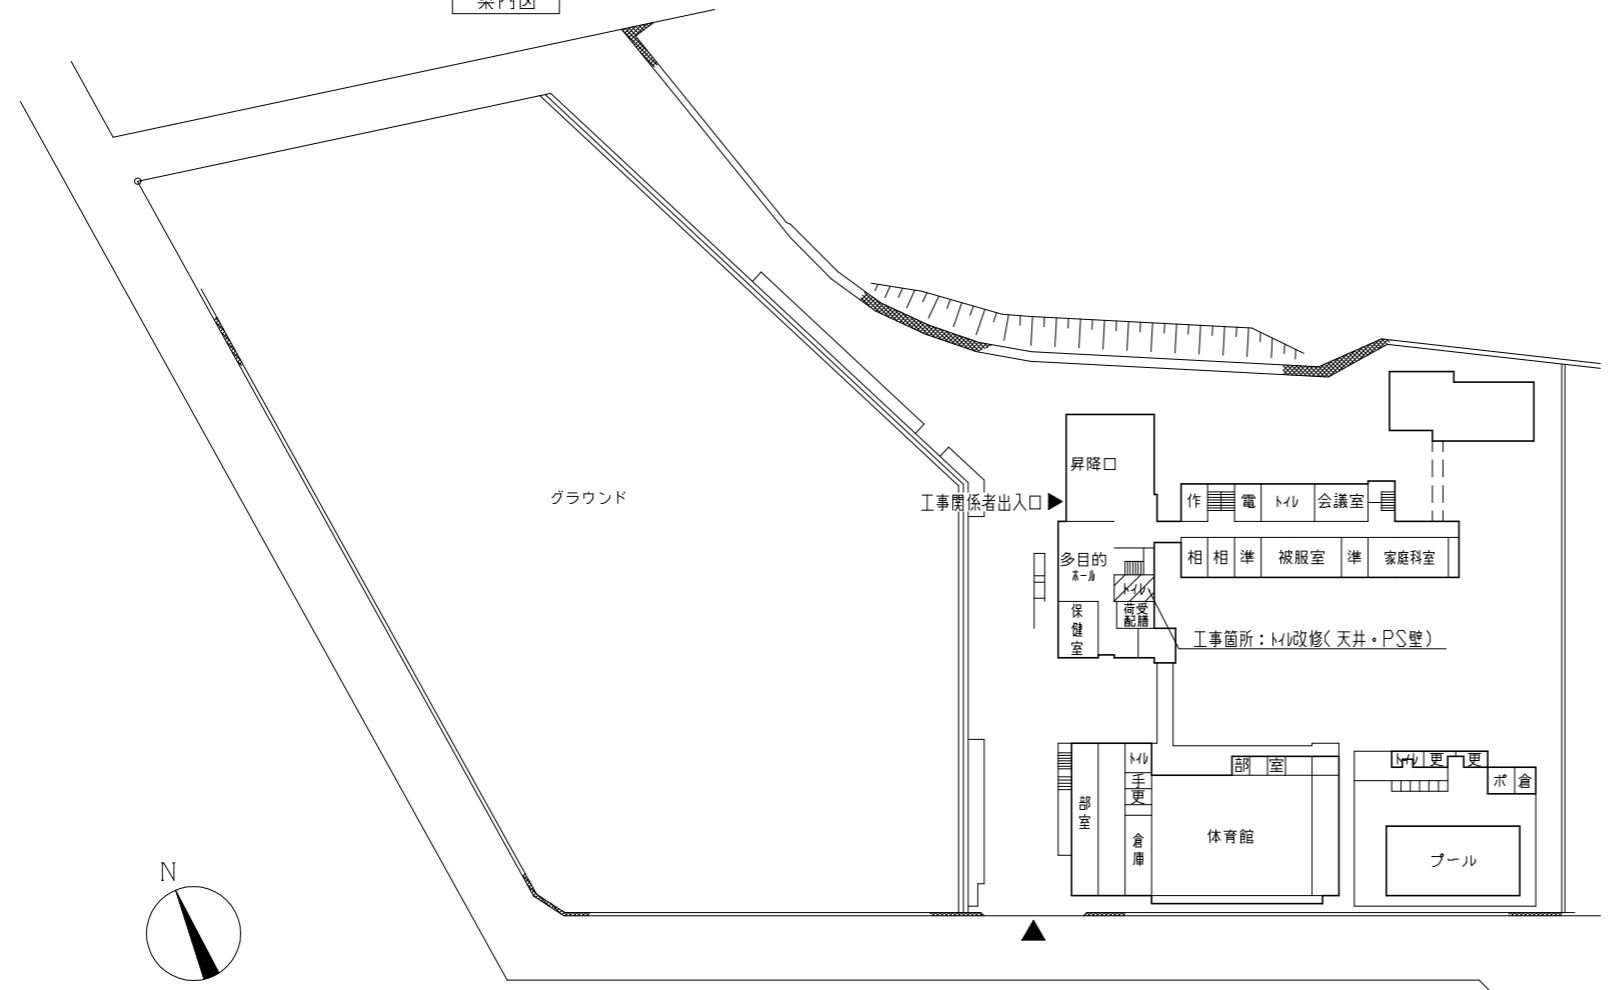 案内図
グラウンド
昇降口
工事関係者出入口
作
電
トイレ
会議室
多目的
ホール
相
相
準
被服室
準
家庭科室
トイレ
荷受
配膳
保健室
工事箇所：トイレ改修(天井・PS壁)
トイレ
手
更
部室
倉庫
部
室
体育館
トイレ
更
更
ポ
倉
プール
N